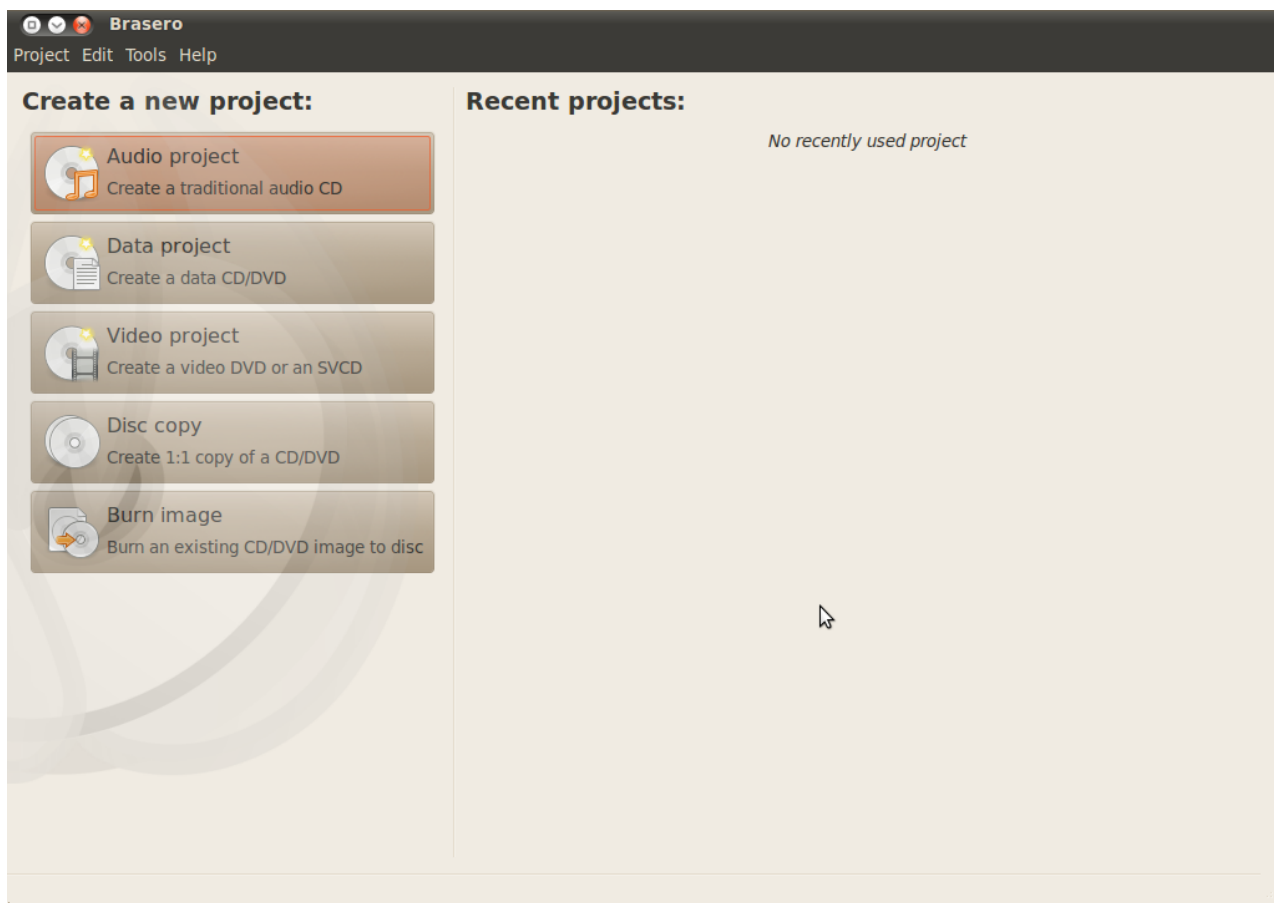 Brasero
Project Edit Tools Help
Create a new project:
Audio project
Create a traditional audio CD
Data project
Create a data CD/DVD
Video project
Create a video DVD or an SVCD
Disc copy
Create 1:1 copy of a CD/DVD
Burn image
Burn an existing CD/DVD image to disc
Recent projects:
No recently used project